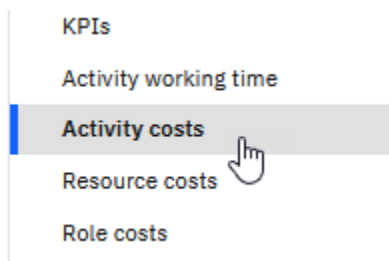 KPIs
Activity working time
Activity costs
Resource costs
Role costs